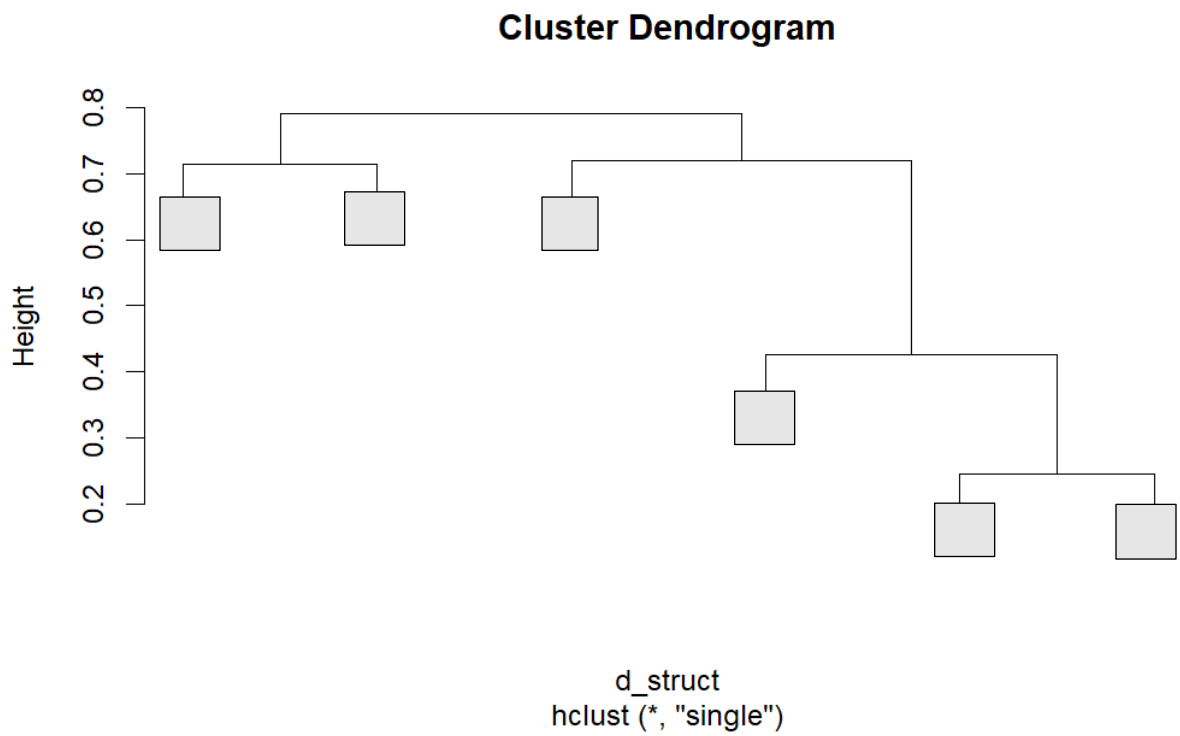 Cluster Dendrogram
0.8
0.7
0.6
0.5
0.4
0.3
0.2
Height
d_struct
hclust (*, "single")